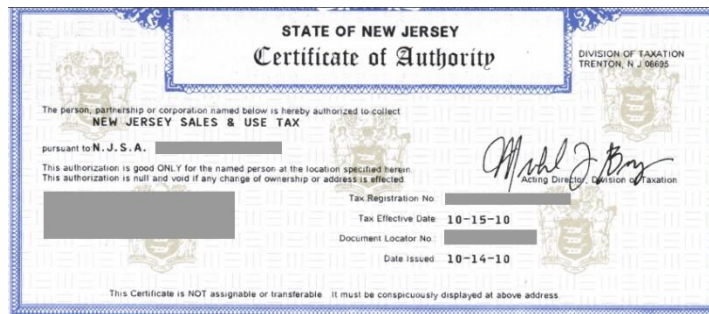 STATE OF NEW JERSEY
Certificate of Authority
DIVISION OF TAXATION
TRENTON, N J 08695
The person, partnership or corporation named below is hereby authorized to collect
NEW JERSEY SALES & USE TAX
pursuant to N.J.S.A.
This authorization is good ONLY for the named person at the location specified herein.
This authorization is null and void if any change of ownership or address is effected.
Acting Director, Division of Taxation
Tax Registration No.
Tax Effective Date 10-15-10
Document Locator No.
Date Issued 10-14-10
This Certificate is NOT assignable or transferable. It must be conspicuously displayed at above address.